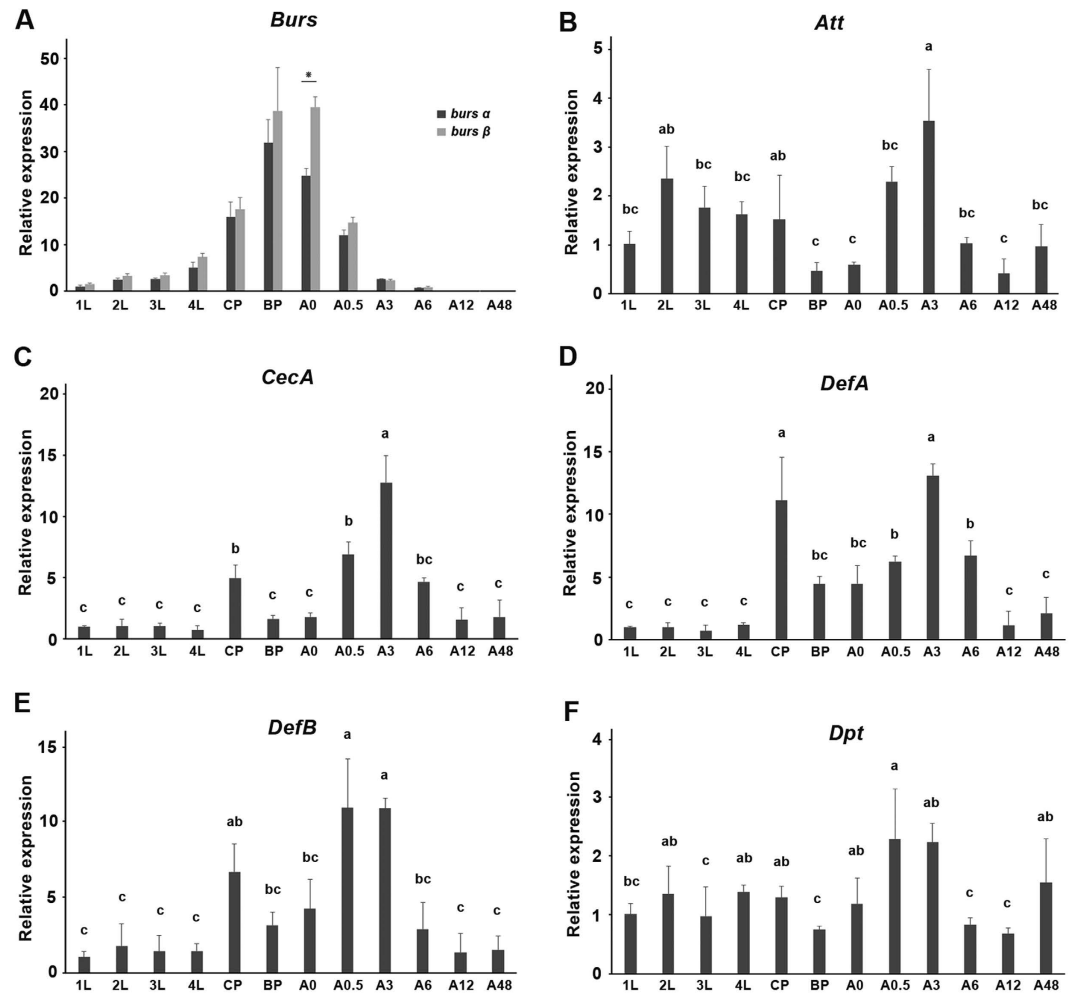 A
Burs
Relative expression
50
40
30
20
10
0
*
burs α
burs β
1L 2L 3L 4L CP BP A0 A0.5 A3 A6 A12 A48
B
Att
Relative expression
5
4
3
2
1
0
bc ab bc bc ab c c bc a bc c bc
1L 2L 3L 4L CP BP A0 A0.5 A3 A6 A12 A48
C
CecA
Relative expression
20
15
10
5
0
c c c c b c c b a bc c c
1L 2L 3L 4L CP BP A0 A0.5 A3 A6 A12 A48
D
DefA
Relative expression
20
15
10
5
0
c c c c a bc bc b a b c c
1L 2L 3L 4L CP BP A0 A0.5 A3 A6 A12 A48
E
DefB
Relative expression
15
10
5
0
c c c c ab bc bc a a bc c c
1L 2L 3L 4L CP BP A0 A0.5 A3 A6 A12 A48
F
Dpt
Relative expression
4
3
2
1
0
bc ab c ab ab c ab a ab c c ab
1L 2L 3L 4L CP BP A0 A0.5 A3 A6 A12 A48